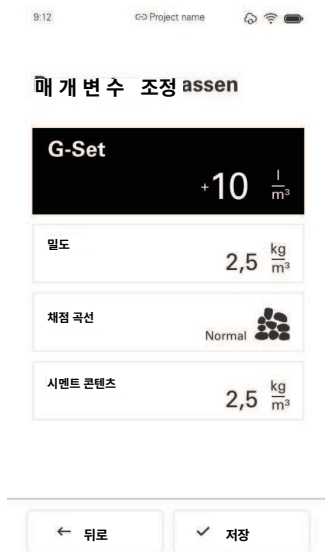 9:12 Project name
매개변수 조정 assen
G-Set
+10 l/m³
밀도
2,5 kg/m³
채점 곡선
Normal
시멘트 콘텐츠
2,5 kg/m³
← 뒤로 ✓ 저장